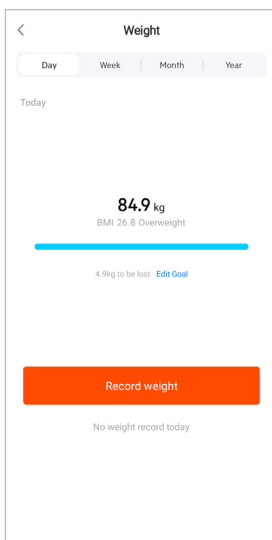 Weight
Day Week Month Year
Today
84.9 kg
BMI 26.8 Overweight
4.9kg to be lost Edit Goal
Record weight
No weight record today